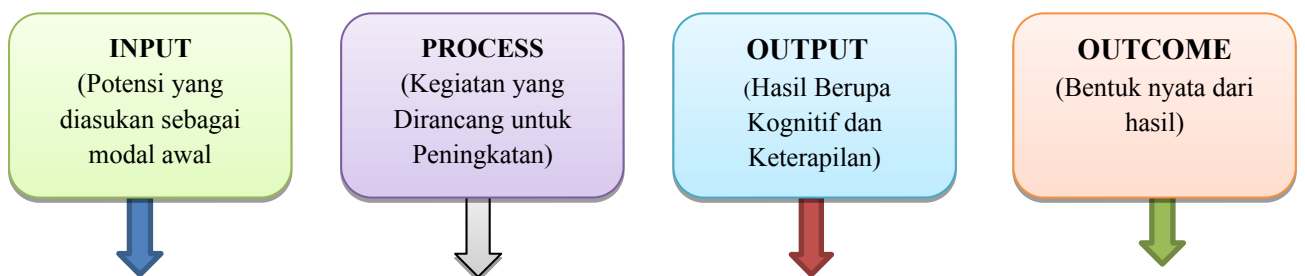 INPUT
(Potensi yang
diasukan sebagai
modal awal
PROCESS
(Kegiatan yang
Dirancang untuk
Peningkatan)
OUTPUT
(Hasil Berupa
Kognitif dan
Keterapilan)
OUTCOME
(Bentuk nyata dari
hasil)